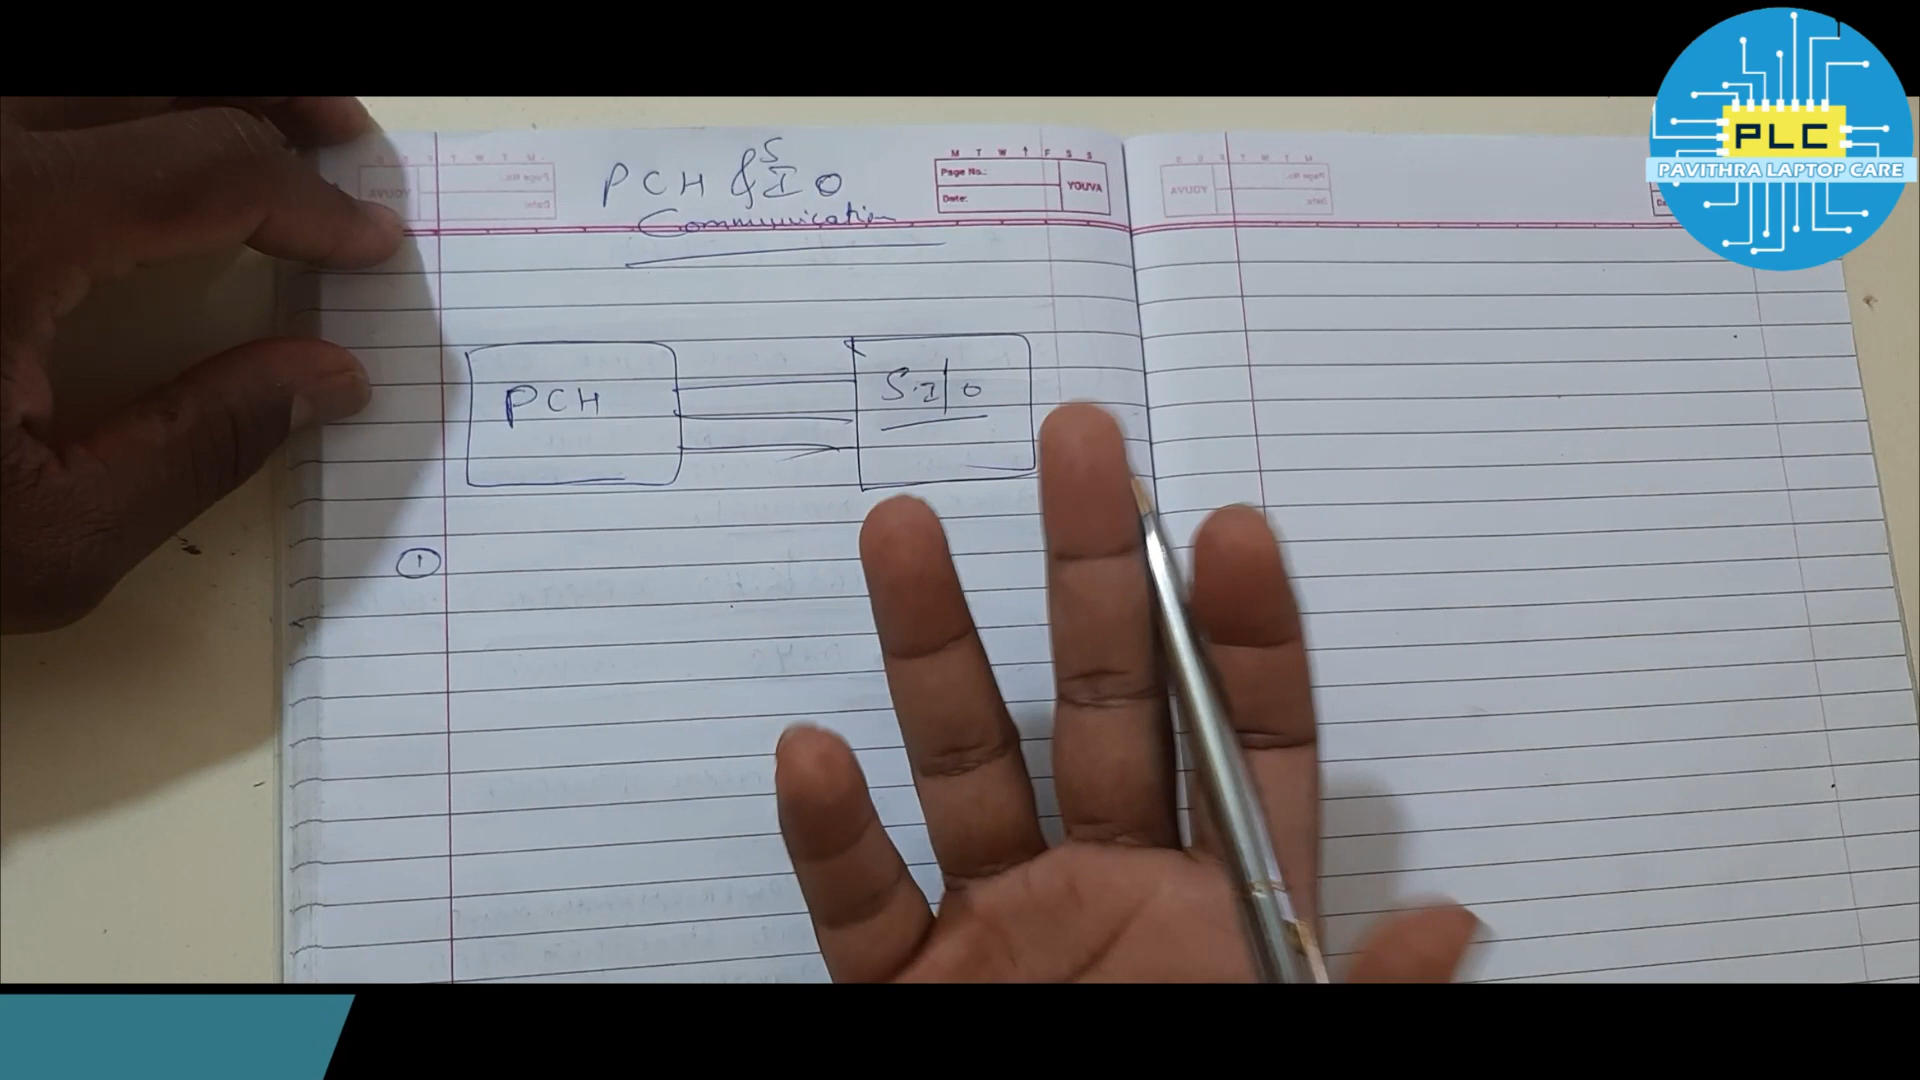 PCH & SIO
Communication
M T W T F S S
Page No.:
Date:
YOUVA
PCH
S.I/O
1
PLC
PAVITHRA LAPTOP CARE